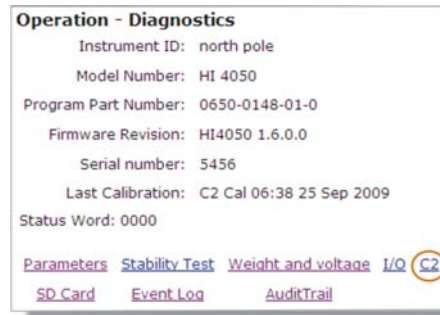 Operation - Diagnostics
Instrument ID: north pole
Model Number: HI 4050
Program Part Number: 0650-0148-01-0
Firmware Revision: HI4050 1.6.0.0
Serial number: 5456
Last Calibration: C2 Cal 06:38 25 Sep 2009
Status Word: 0000
Parameters Stability Test Weight and voltage I/O C2
SD Card Event Log AuditTrail